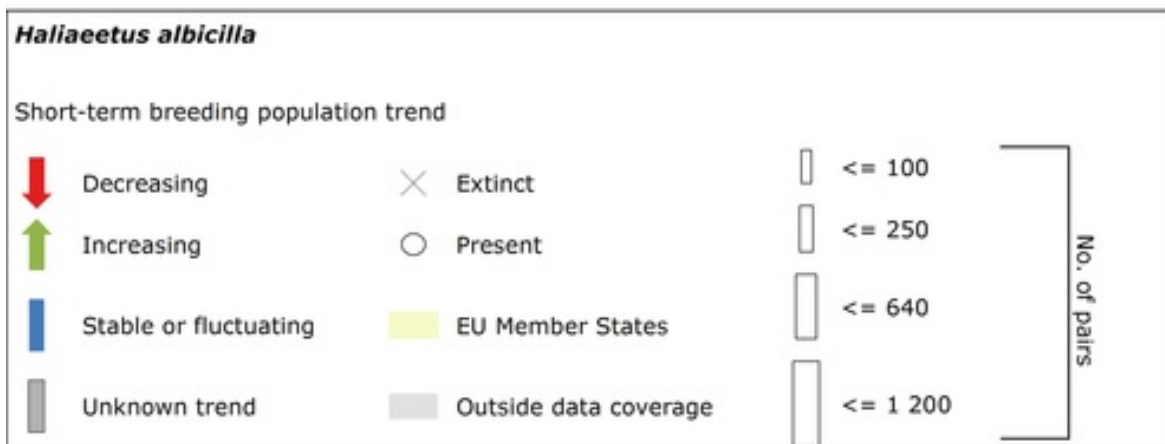 Haliaeetus albicilla
Short-term breeding population trend
Decreasing
Increasing
Stable or fluctuating
Unknown trend
Extinct
Present
EU Member States
Outside data coverage
<= 100
<= 250
<= 640
<= 1 200
No. of pairs